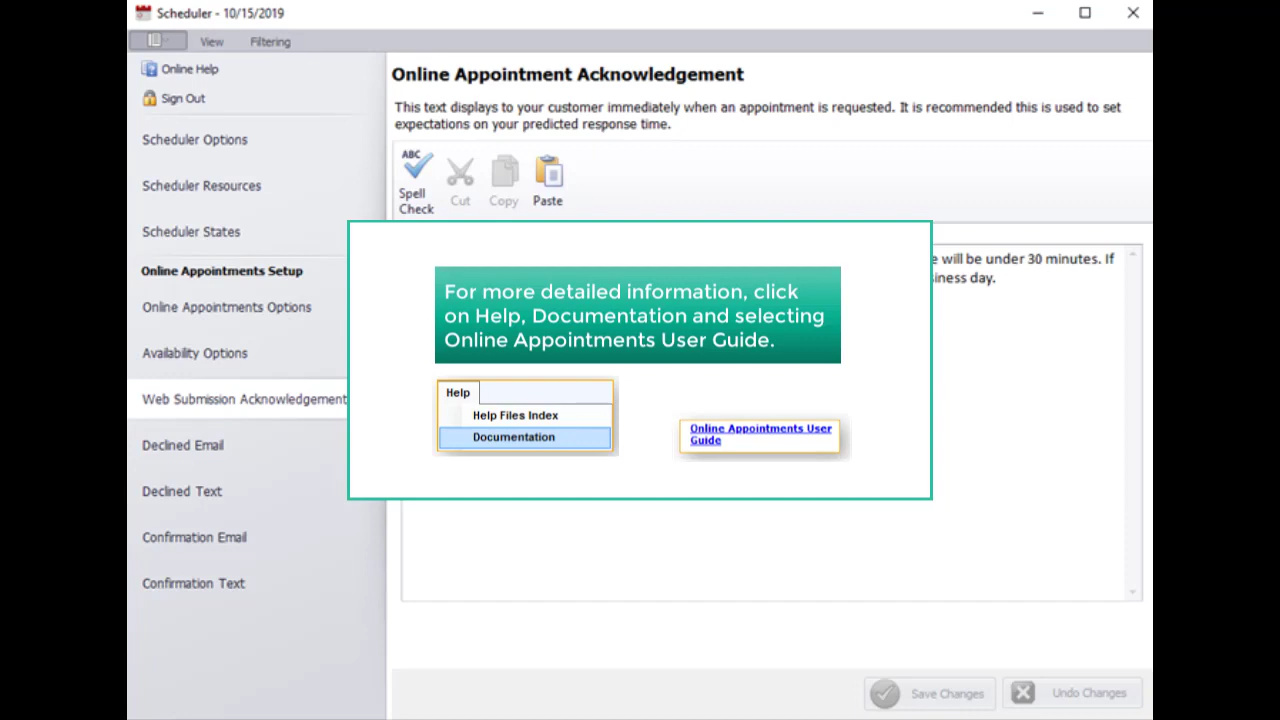 Scheduler - 10/15/2019
View
Filtering
Online Help
Sign Out
Scheduler Options
Scheduler Resources
Scheduler States
Online Appointments Setup
Online Appointments Options
Availability Options
Web Submission Acknowledgement
Declined Email
Declined Text
Confirmation Email
Confirmation Text
Online Appointment Acknowledgement
This text displays to your customer immediately when an appointment is requested. It is recommended this is used to set
expectations on your predicted response time.
ABC
Spell
Check
Cut
Copy
Paste
will be under 30 minutes. If
day.
For more detailed information, click
on Help, Documentation and selecting
Online Appointments User Guide.
Help
Help Files Index
Documentation
Online Appointments User
Guide
Save Changes
Undo Changes